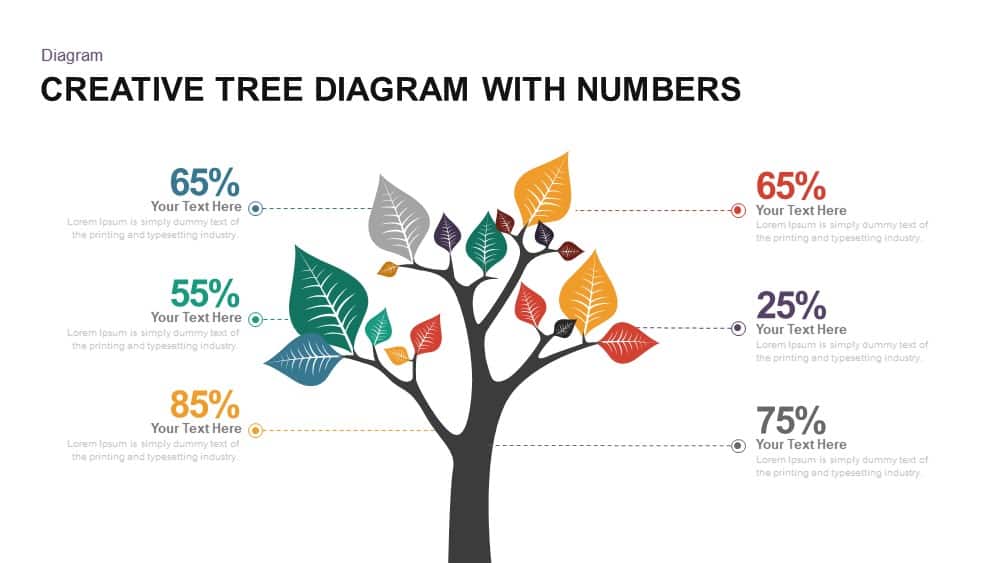 Diagram
CREATIVE TREE DIAGRAM WITH NUMBERS
65%
Your Text Here
Lorem Ipsum is simply dummy text of
the printing and typesetting industry.
55%
Your Text Here
Lorem Ipsum is simply dummy text of
the printing and typesetting industry.
85%
Your Text Here
Lorem Ipsum is simply dummy text of
the printing and typesetting industry.
65%
Your Text Here
Lorem Ipsum is simply dummy text of
the printing and typesetting industry.
25%
Your Text Here
Lorem Ipsum is simply dummy text of
the printing and typesetting industry.
75%
Your Text Here
Lorem Ipsum is simply dummy text of
the printing and typesetting industry.